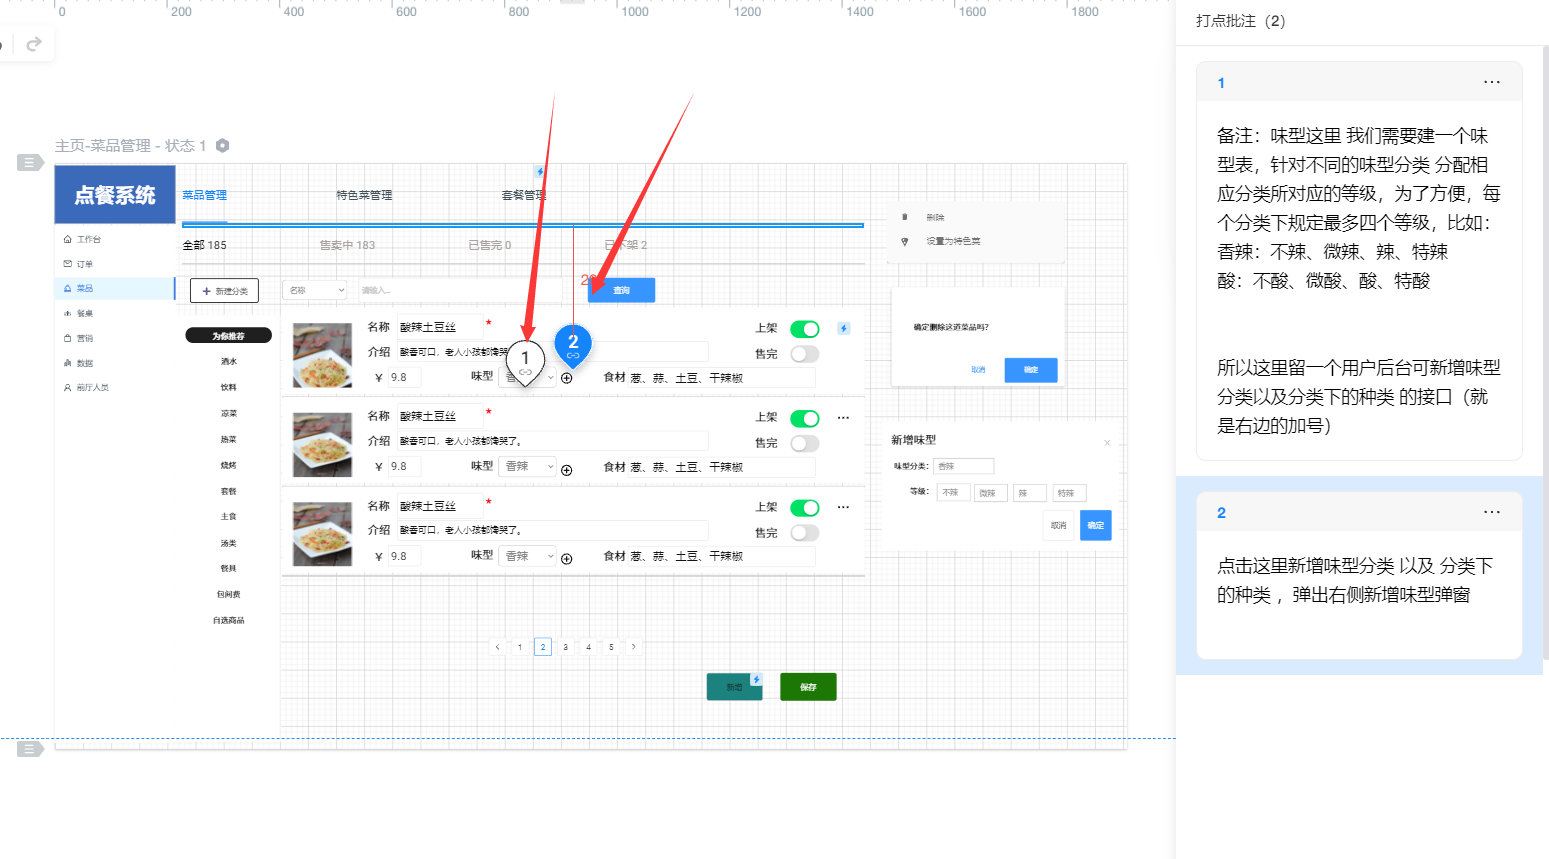 0 200 400 600 800 1000 1200 1400 1600 1800
打点批注（2）
1
备注：味型这里 我们需要建一个味
型表，针对不同的味型分类 分配相
应分类所对应的等级，为了方便，每
个分类下规定最多四个等级，比如：
香辣：不辣、微辣、辣、特辣
酸：不酸、微酸、酸、特酸
所以这里留一个用户后台可新增味型
分类以及分类下的种类 的接口（就
是右边的加号）
2
点击这里新增味型分类 以及 分类下
的种类 ，弹出右侧新增味型弹窗
主页-菜品管理 - 状态 1
点餐系统
菜品管理 特色菜管理 套餐管理
全部 185 售卖中 183 已售完 0 已下架 2
工作台
订单
菜品
餐桌
营销
数据
前厅人员
+ 新建分类 名称 请输入... 查询
为你推荐
酒水
饮料
凉菜
热菜
烧烤
套餐
主食
汤类
餐具
包间费
自选商品
名称 酸辣土豆丝 * 上架
介绍 酸香可口，老人小孩都馋哭 售完
¥ 9.8 味型 食材 葱、蒜、土豆、干辣椒
1
2
名称 酸辣土豆丝 * 上架 ...
介绍 酸香可口，老人小孩都馋哭了。 售完
¥ 9.8 味型 香辣 食材 葱、蒜、土豆、干辣椒
名称 酸辣土豆丝 * 上架 ...
介绍 酸香可口，老人小孩都馋哭了。 售完
¥ 9.8 味型 香辣 食材 葱、蒜、土豆、干辣椒
< 1 2 3 4 5 >
新增 保存
删除
设置为特色菜
确定删除这道菜品吗？
取消 确定
新增味型
味型分类： 香辣
等级： 不辣 微辣 辣 特辣
取消 确定